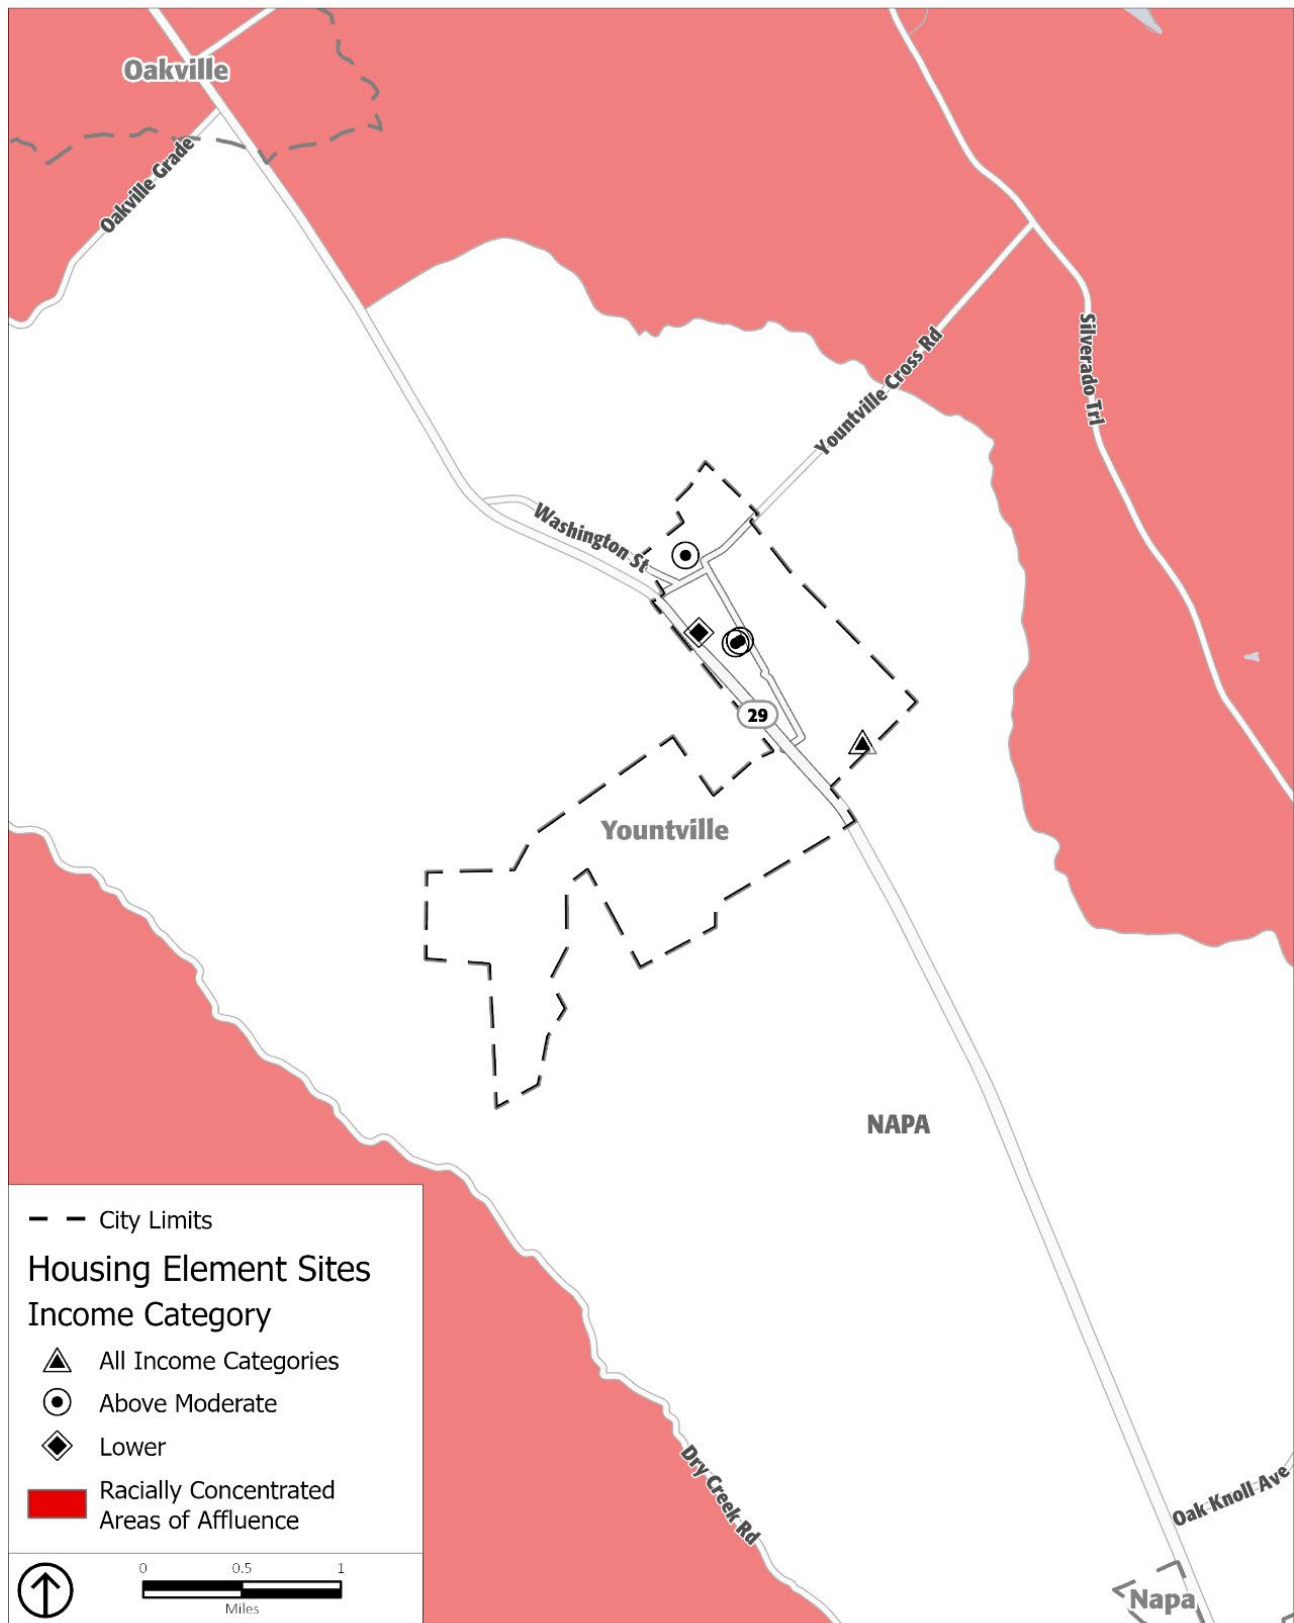 Oakville
Oakville Grade
Silverado Trl
Yountville Cross Rd
Washington St
29
Yountville
NAPA
City Limits
Housing Element Sites
Income Category
All Income Categories
Above Moderate
Lower
Racially Concentrated
Areas of Affluence
Dry Creek Rd
Oak Knoll Ave
0 0.5 1
Miles
Napa